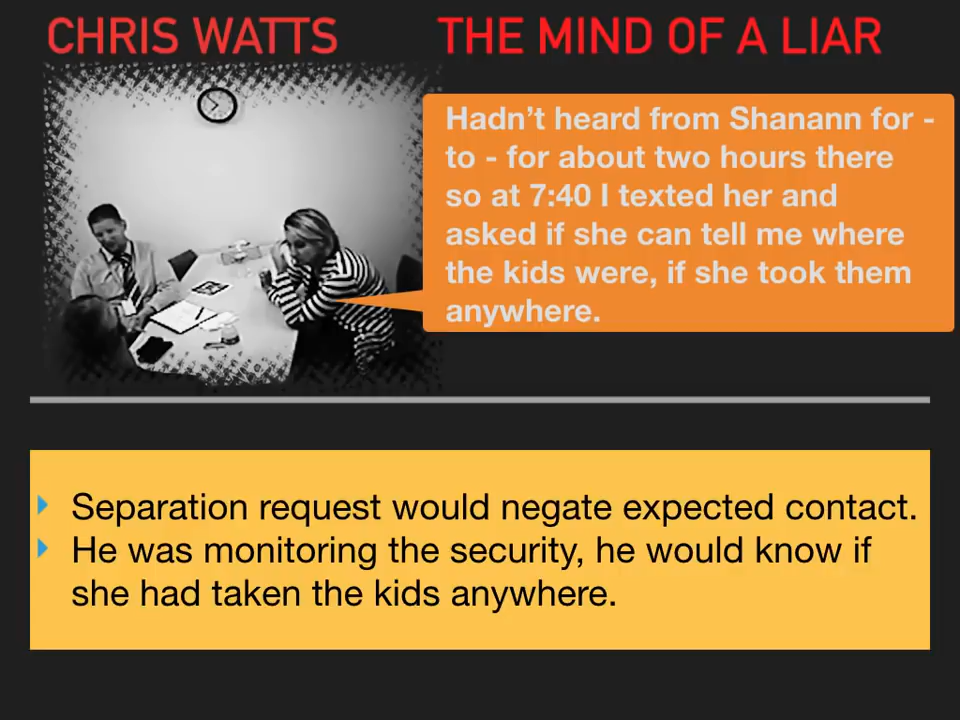 CHRIS WATTS THE MIND OF A LIAR
Hadn’t heard from Shanann for -
to - for about two hours there
so at 7:40 I texted her and
asked if she can tell me where
the kids were, if she took them
anywhere.
Separation request would negate expected contact.
He was monitoring the security, he would know if
she had taken the kids anywhere.